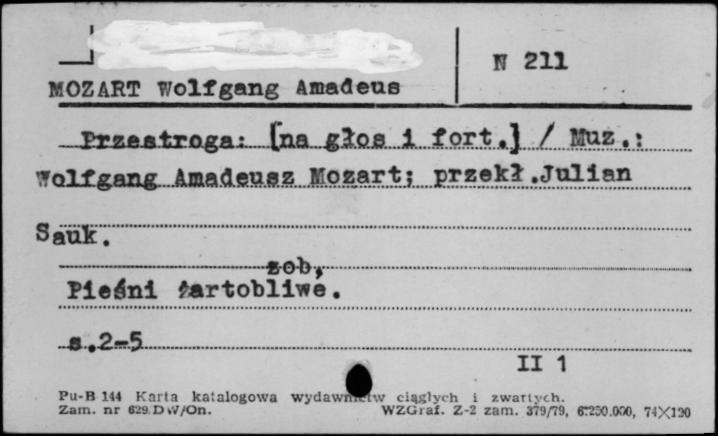 N 211
MOZART Wolfgang Amadeus
Przestroga: [na głos i fort.] / Muz.:
Wolfgang Amadeusz Mozart; przekł.Julian
Sauk.
zob,
Pieśni żartobliwe.
s.2-5
II 1
Pu-B 144 Karta katalogowa wydawnictw ciągłych i zwartych.
Zam. nr 629.DW/On. WZGraf. Z-2 zam. 379/79, 6.250.000, 74X120